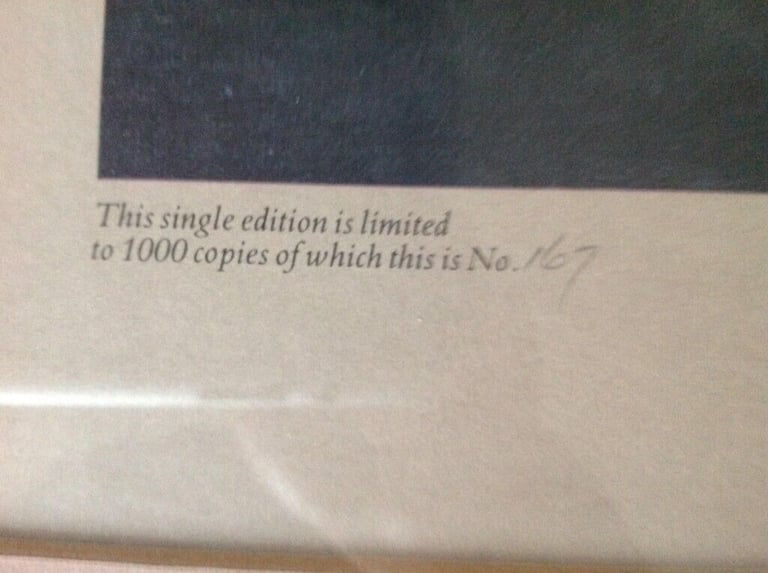 This single edition is limited
to 1000 copies of which this is No. 167